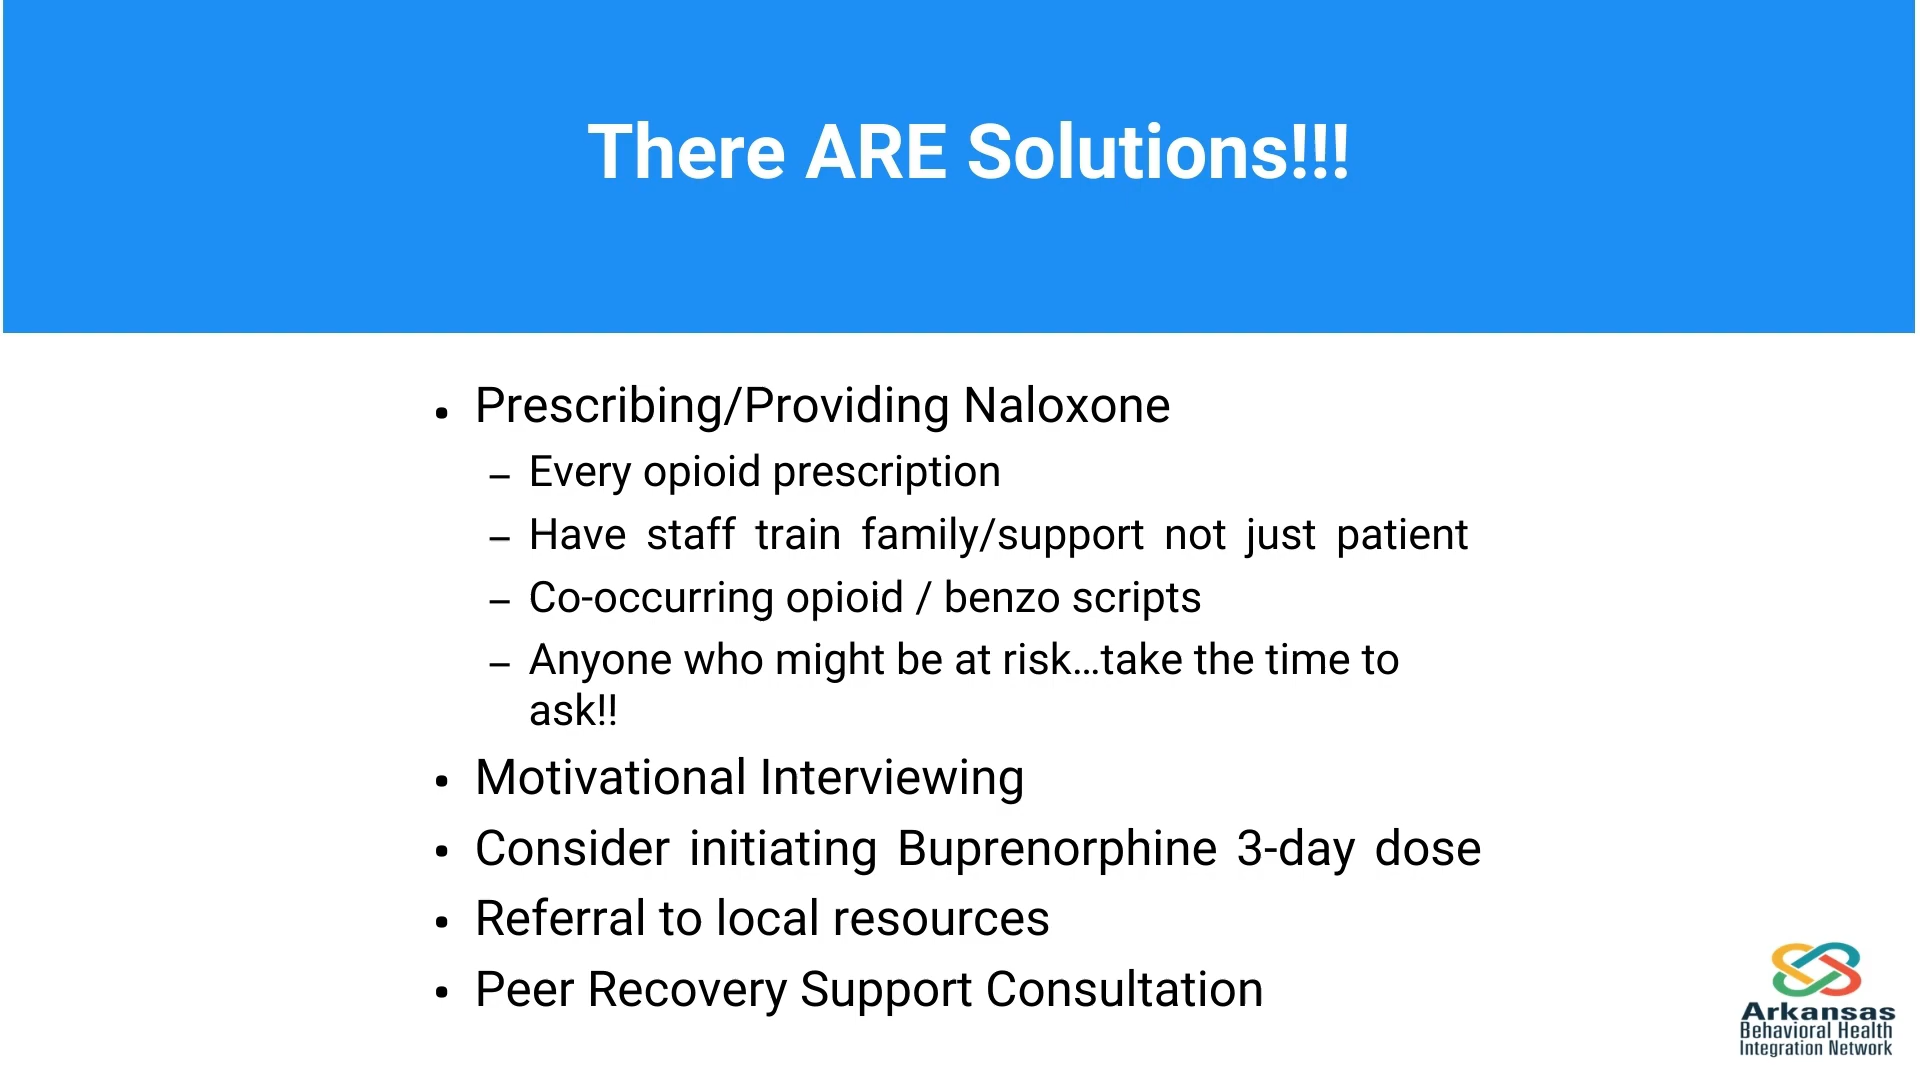 There ARE Solutions!!!
• Prescribing/Providing Naloxone
– Every opioid prescription
– Have staff train family/support not just patient
– Co-occurring opioid / benzo scripts
– Anyone who might be at risk…take the time to
ask!!
• Motivational Interviewing
• Consider initiating Buprenorphine 3-day dose
• Referral to local resources
• Peer Recovery Support Consultation
Arkansas
Behavioral Health
Integration Network